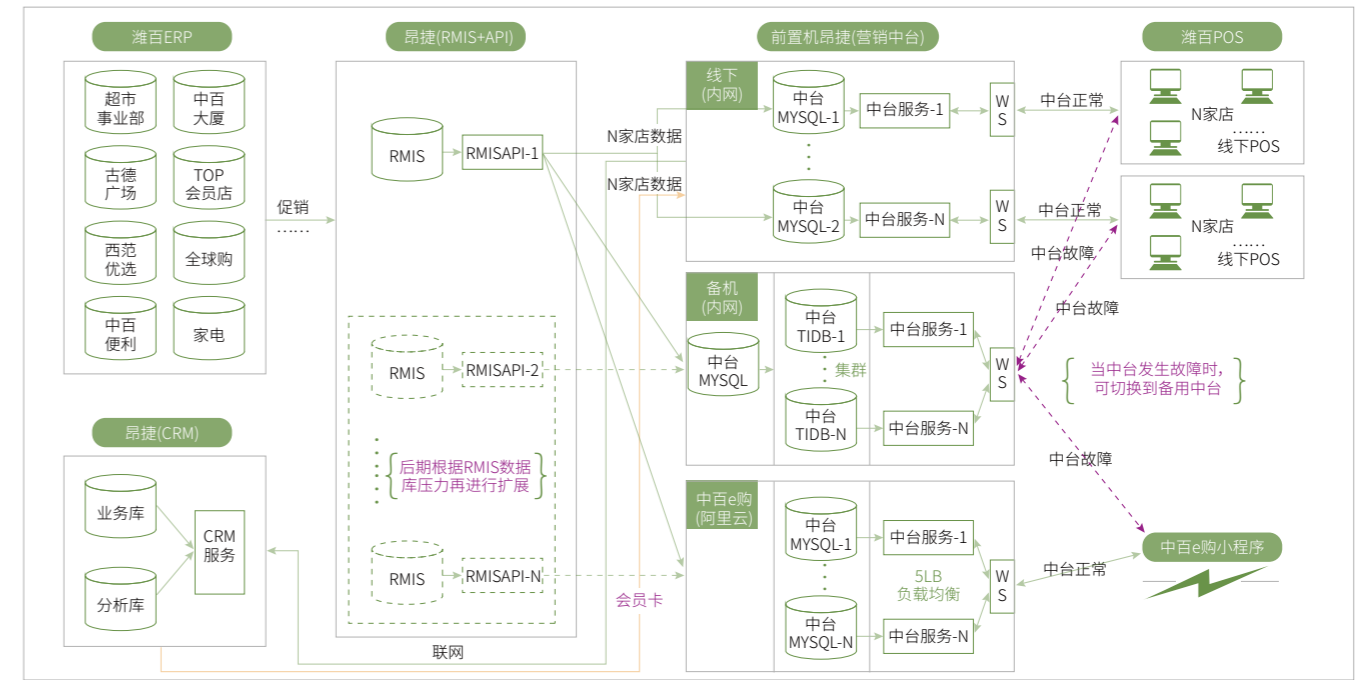 潍百ERP
超市
事业部
中百
大厦
古德
广场
TOP
会员店
西范
优选
全球购
中百
便利
家电
促销
……
昂捷(CRM)
业务库
分析库
CRM
服务
联网
昂捷(RMIS+API)
RMIS
RMISAPI-1
RMIS
RMISAPI-2
后期根据RMIS数据
库压力再进行扩展
RMIS
RMISAPI-N
N家店数据
N家店数据
会员卡
前置机昂捷(营销中台)
线下
(内网)
中台
MYSQL-1
中台服务-1
中台
MYSQL-2
中台服务-N
W
S
W
S
备机
(内网)
中台
MYSQL
中台
TIDB-1
集群
中台
TIDB-N
中台服务-1
中台服务-N
W
S
中百e购
(阿里云)
中台
MYSQL-1
中台
MYSQL-N
中台服务-1
5LB
负载均衡
中台服务-N
W
S
中台正常
中台正常
中台故障
中台故障
当中台发生故障时,
可切换到备用中台
中台故障
中台正常
潍百POS
N家店
……
线下POS
N家店
……
线下POS
中百e购小程序